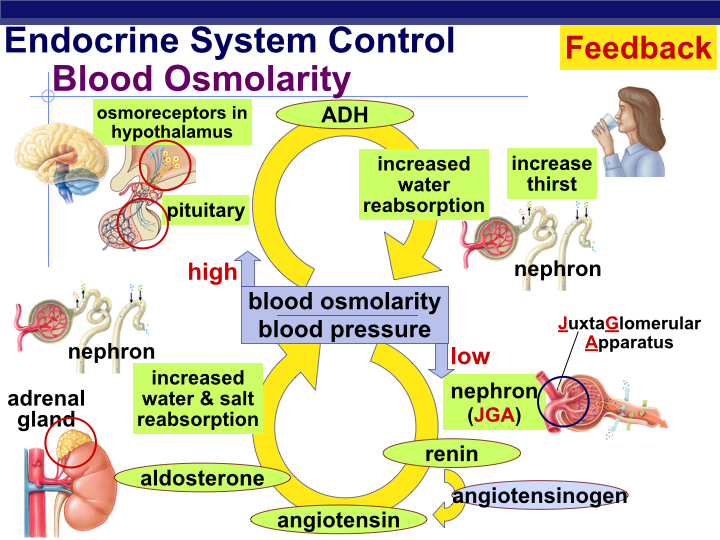 Endocrine System Control
Feedback
Blood Osmolarity
osmoreceptors in
hypothalamus
ADH
increased
water
reabsorption
increase
thirst
pituitary
nephron
high
blood osmolarity
blood pressure
JuxtaGlomerular
Apparatus
nephron
low
increased
water & salt
reabsorption
nephron
(JGA)
adrenal
gland
renin
aldosterone
angiotensinogen
angiotensin